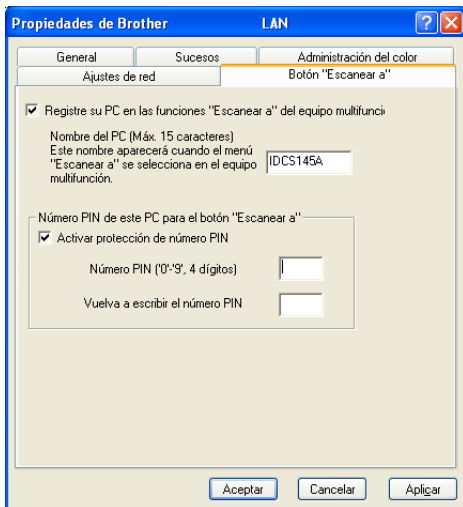 Propiedades de Brother LAN
General Sucesos Administración del color
Ajustes de red Botón "Escanear a"
Registre su PC en las funciones "Escanear a" del equipo multifunci
Nombre del PC (Máx. 15 caracteres)
Este nombre aparecerá cuando el menú
"Escanear a" se selecciona en el equipo
multifunción.
IDCS145A
Número PIN de este PC para el botón "Escanear a"
Activar protección de número PIN
Número PIN ('0'-'9', 4 dígitos)
Vuelva a escribir el número PIN
Aceptar Cancelar Aplicar